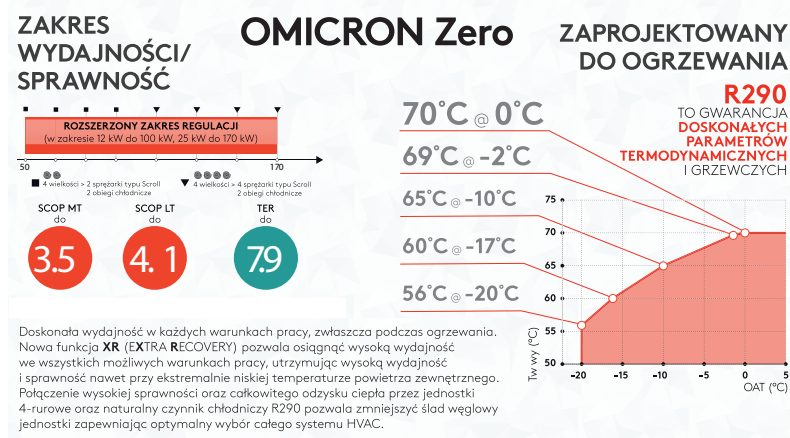 ZAKRES
WYDAJNOŚCI/
SPRAWNOŚĆ
OMICRON Zero
ZAPROJEKTOWANY
DO OGRZEWANIA
R290
TO GWARANCJA
DOSKONAŁYCH
PARAMETRÓW
TERMODYNAMICZNYCH
I GRZEWCZYCH
ROZSZERZONY ZAKRES REGULACJI
(w zakresie 12 kW do 100 kW, 25 kW do 170 kW)
50
170
4 wielkości > 2 sprężarki typu Scroll
2 obiegi chłodnicze
4 wielkości > 4 sprężarki typu Scroll
2 obiegi chłodnicze
SCOP MT
do
3.5
SCOP LT
do
4. 1
TER
do
7.9
70°C @ 0°C
69°C @ -2°C
65°C @ -10°C
60°C @ -17°C
56°C @ -20°C
75
70
65
60
55
50
Tw wy (°C)
-20 -15 -10 -5 0 5
OAT (°C)
Doskonała wydajność w każdych warunkach pracy, zwłaszcza podczas ogrzewania.
Nowa funkcja XR (EXTRA RECOVERY) pozwala osiągnąć wysoką wydajność
we wszystkich możliwych warunkach pracy, utrzymując wysoką wydajność
i sprawność nawet przy ekstremalnie niskiej temperaturze powietrza zewnętrznego.
Połączenie wysokiej sprawności oraz całkowitego odzysku ciepła przez jednostki
4-rurowe oraz naturalny czynnik chłodniczy R290 pozwala zmniejszyć ślad węglowy
jednostki zapewniając optymalny wybór całego systemu HVAC.